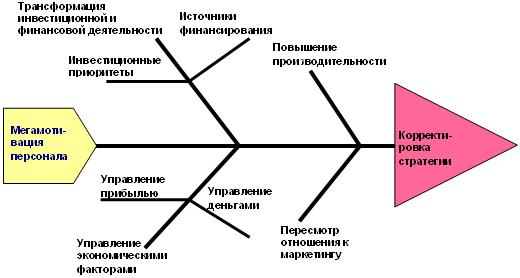 Трансформация
инвестиционной и
финансовой деятельности
Источники
финансирования
Инвестиционные
приоритеты
Повышение
производительности
Мегамоти-
вация
персонала
Корректи-
ровка
стратегии
Управление
прибылью
Управление
деньгами
Управление
экономическими
факторами
Пересмотр
отношения к
маркетингу